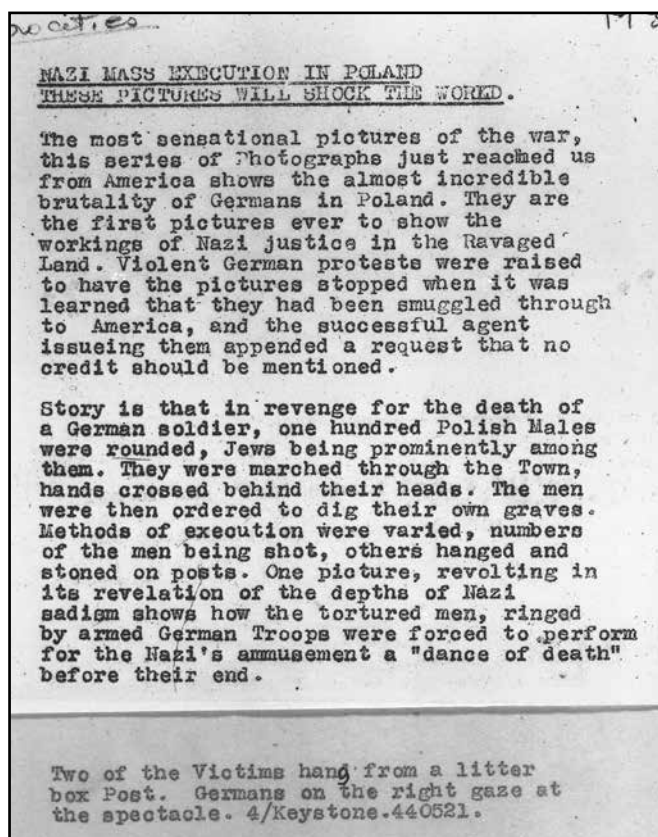 NAZI MASS EXECUTION IN POLAND
THESE PICTURES WILL SHOCK THE WORLD.
The most sensational pictures of the war,
this series of Photographs just reached us
from America shows the almost incredible
brutality of Germans in Poland. They are
the first pictures ever to show the
workings of Nazi justice in the Ravaged
Land. Violent German protests were raised
to have the pictures stopped when it was
learned that they had been smuggled through
to America, and the successful agent
issueing them appended a request that no
credit should be mentioned.
Story is that in revenge for the death of
a German soldier, one hundred Polish Males
were rounded, Jews being prominently among
them. They were marched through the Town,
hands crossed behind their heads. The men
were then ordered to dig their own graves.
Methods of execution were varied, numbers
of the men being shot, others hanged and
stoned on posts. One picture, revolting in
its revelation of the depths of Nazi
sadism shows how the tortured men, ringed
by armed German Troops were forced to perform
for the Nazi's ammusement a "dance of death"
before their end.
Two of the Victims hang from a litter
box Post. Germans on the right gaze at
the spectacle. 4/Keystone.440521.